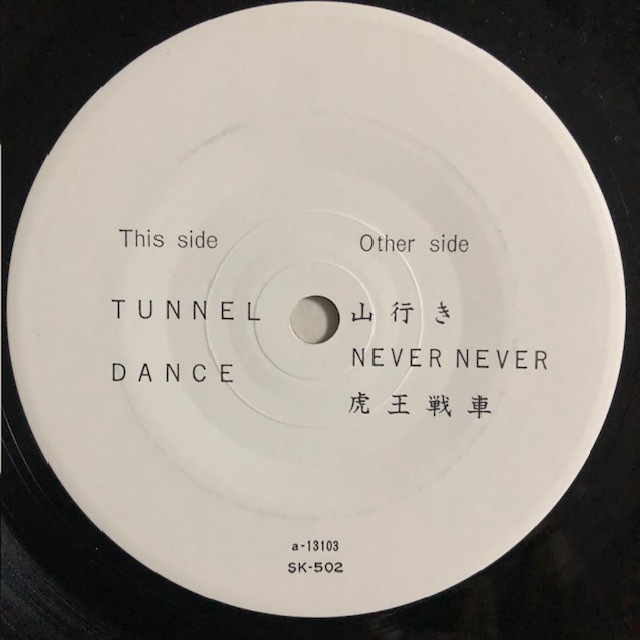 This side
TUNNEL
DANCE
Other side
山行き
NEVER NEVER
虎王戦車
a-13103
SK-502